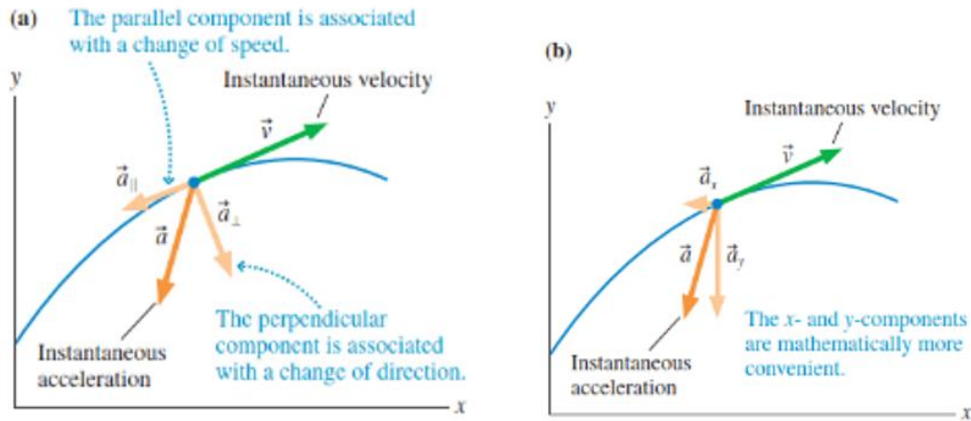 (a) The parallel component is associated
with a change of speed.
y
Instantaneous velocity
v⃗
a⃗∥
a⃗
a⃗⊥
The perpendicular
component is associated
with a change of direction.
Instantaneous
acceleration
x
(b)
y
Instantaneous velocity
v⃗
a⃗ₓ
a⃗
a⃗y
The x- and y-components
are mathematically more
convenient.
Instantaneous
acceleration
x